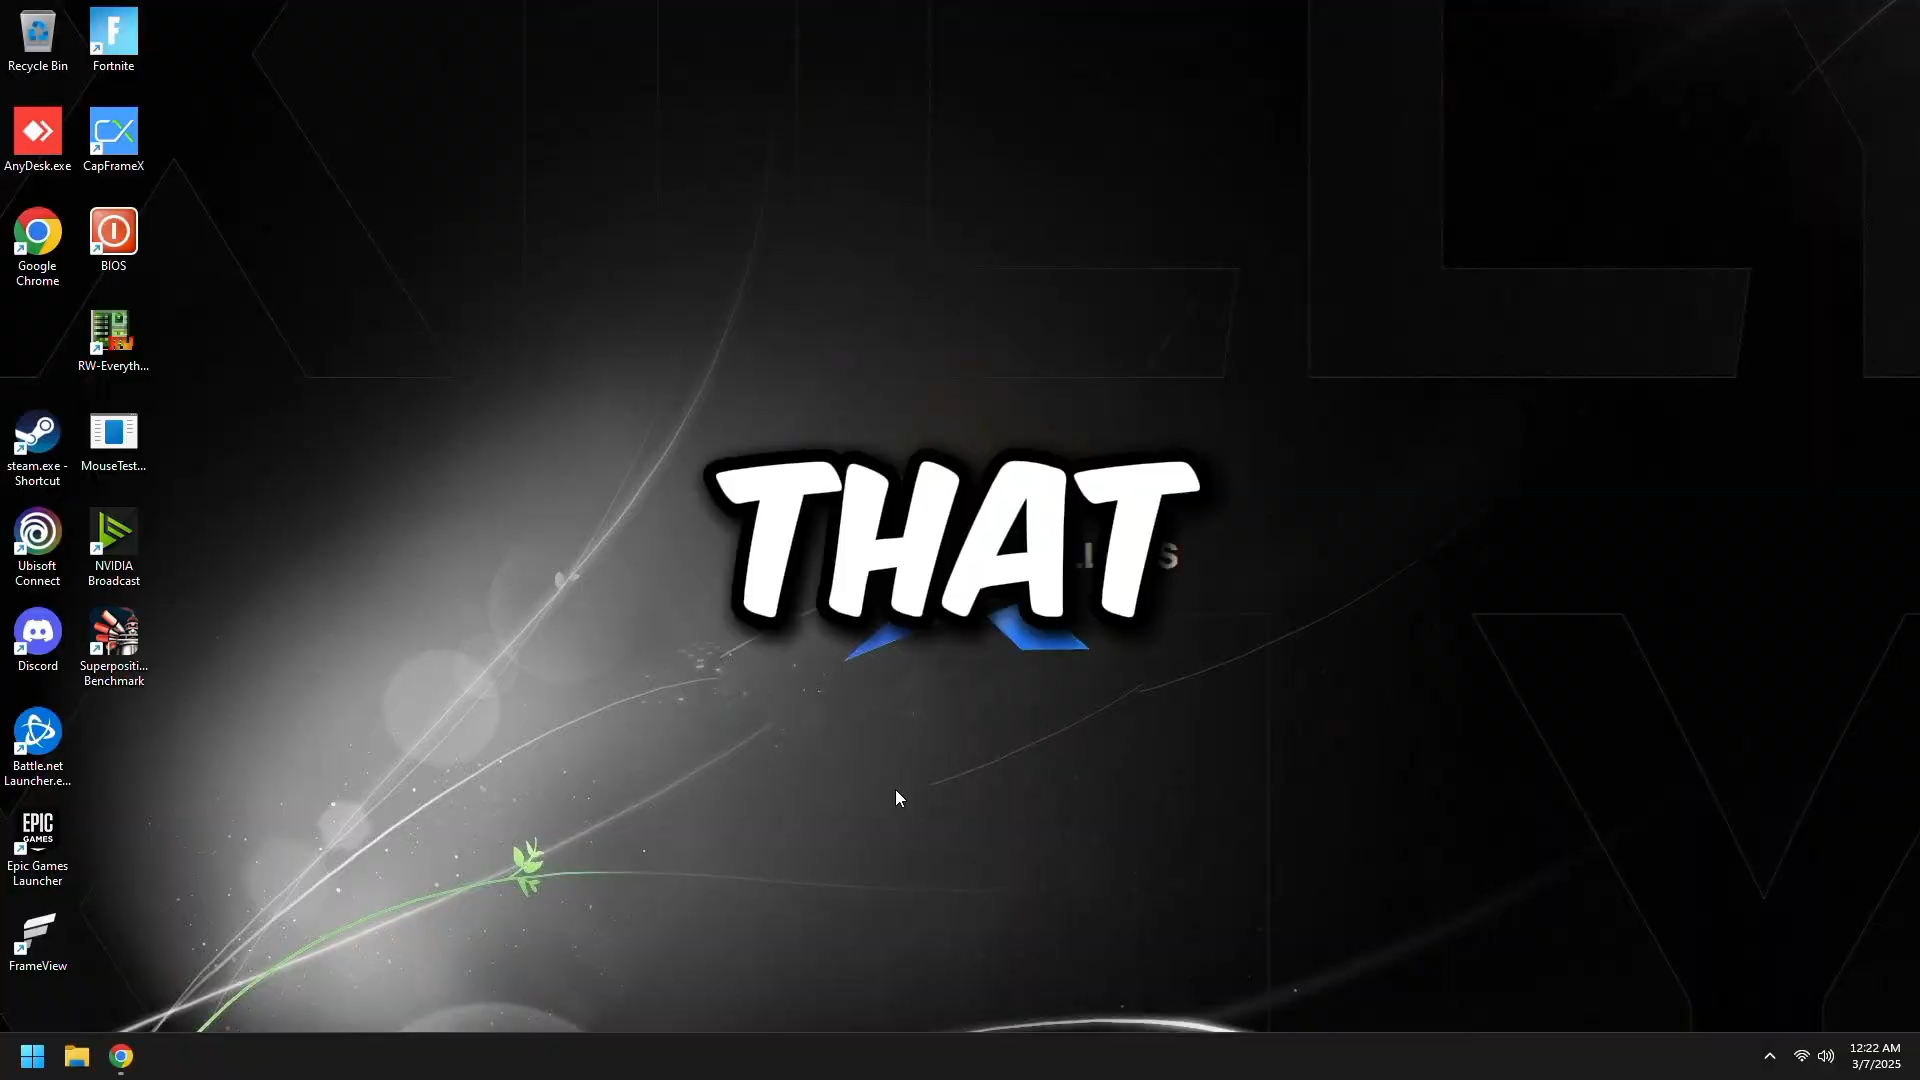 Recycle Bin
Fortnite
AnyDesk.exe
CapFrameX
Google
Chrome
BIOS
RW-Everyth...
steam.exe -
Shortcut
MouseTest...
Ubisoft
Connect
NVIDIA
Broadcast
Discord
Superpositi...
Benchmark
Battle.net
Launcher.e...
EPIC
GAMES
Epic Games
Launcher
FrameView
THAT
12:22 AM
3/7/2025